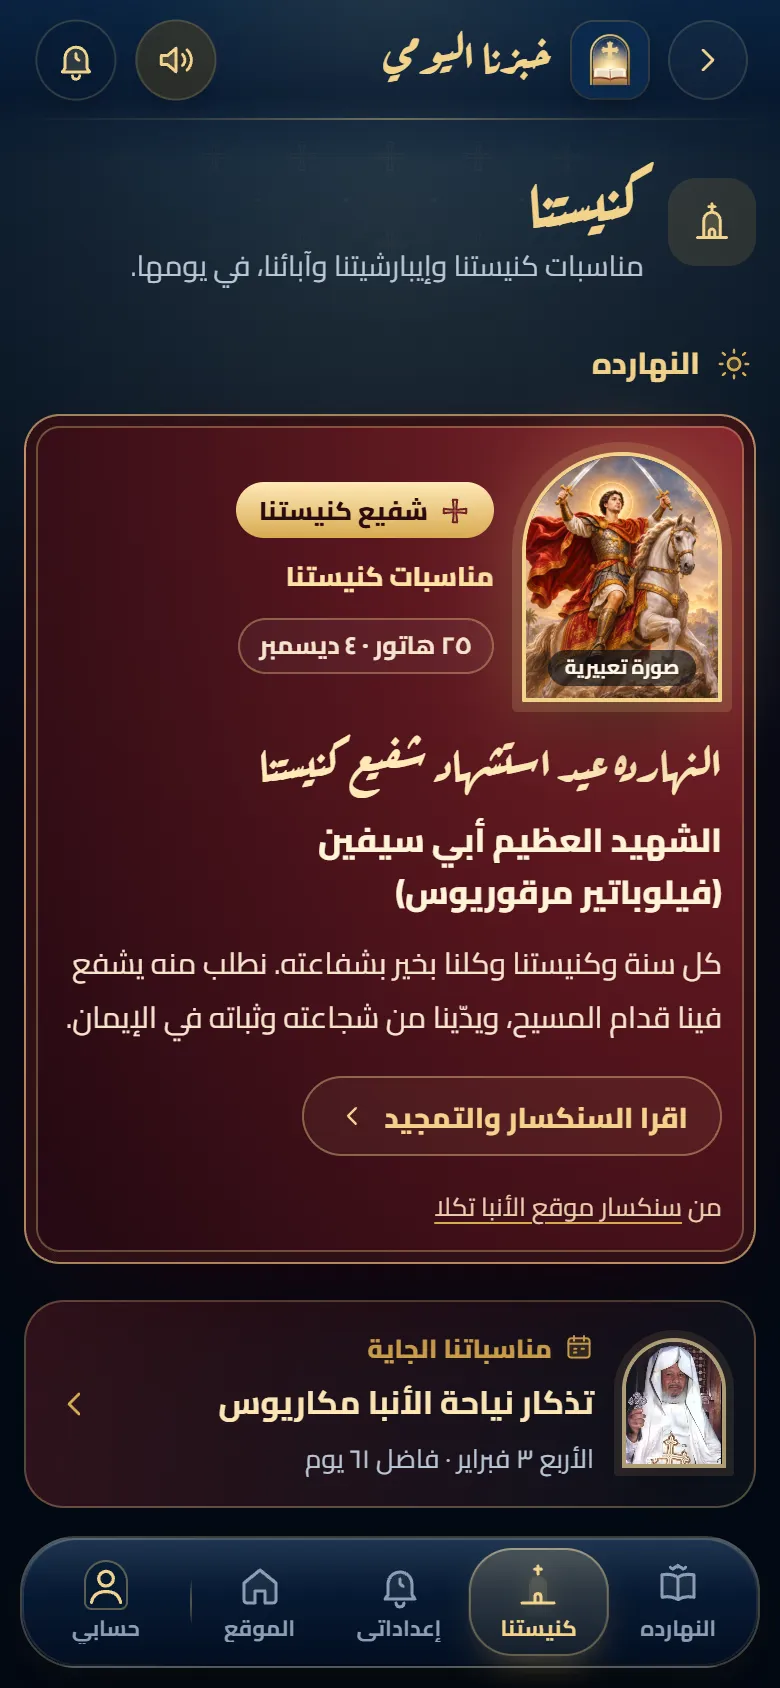 خبزنا اليومي
كنيستنا
مناسبات كنيستنا وإيبارشيتنا وآبائنا، في يومها.
النهارده
شفيع كنيستنا
مناسبات كنيستنا
٢٥ هاتور · ٤ ديسمبر
صورة تعبيرية
النهارده عيد استشهاد شفيع كنيستنا
الشهيد العظيم أبي سيفين
(فيلوباتير مرقوريوس)
كل سنة وكنيستنا وكلنا بخير بشفاعته. نطلب منه يشفع
فينا قدام المسيح، ويدّينا من شجاعته وثباته في الإيمان.
اقرا السنكسار والتمجيد
من سنكسار موقع الأنبا تكلا
مناسباتنا الجاية
تذكار نياحة الأنبا مكاريوس
الأربع ٣ فبراير · فاضل ٦١ يوم
النهارده
كنيستنا
إعداداتى
الموقع
حسابي